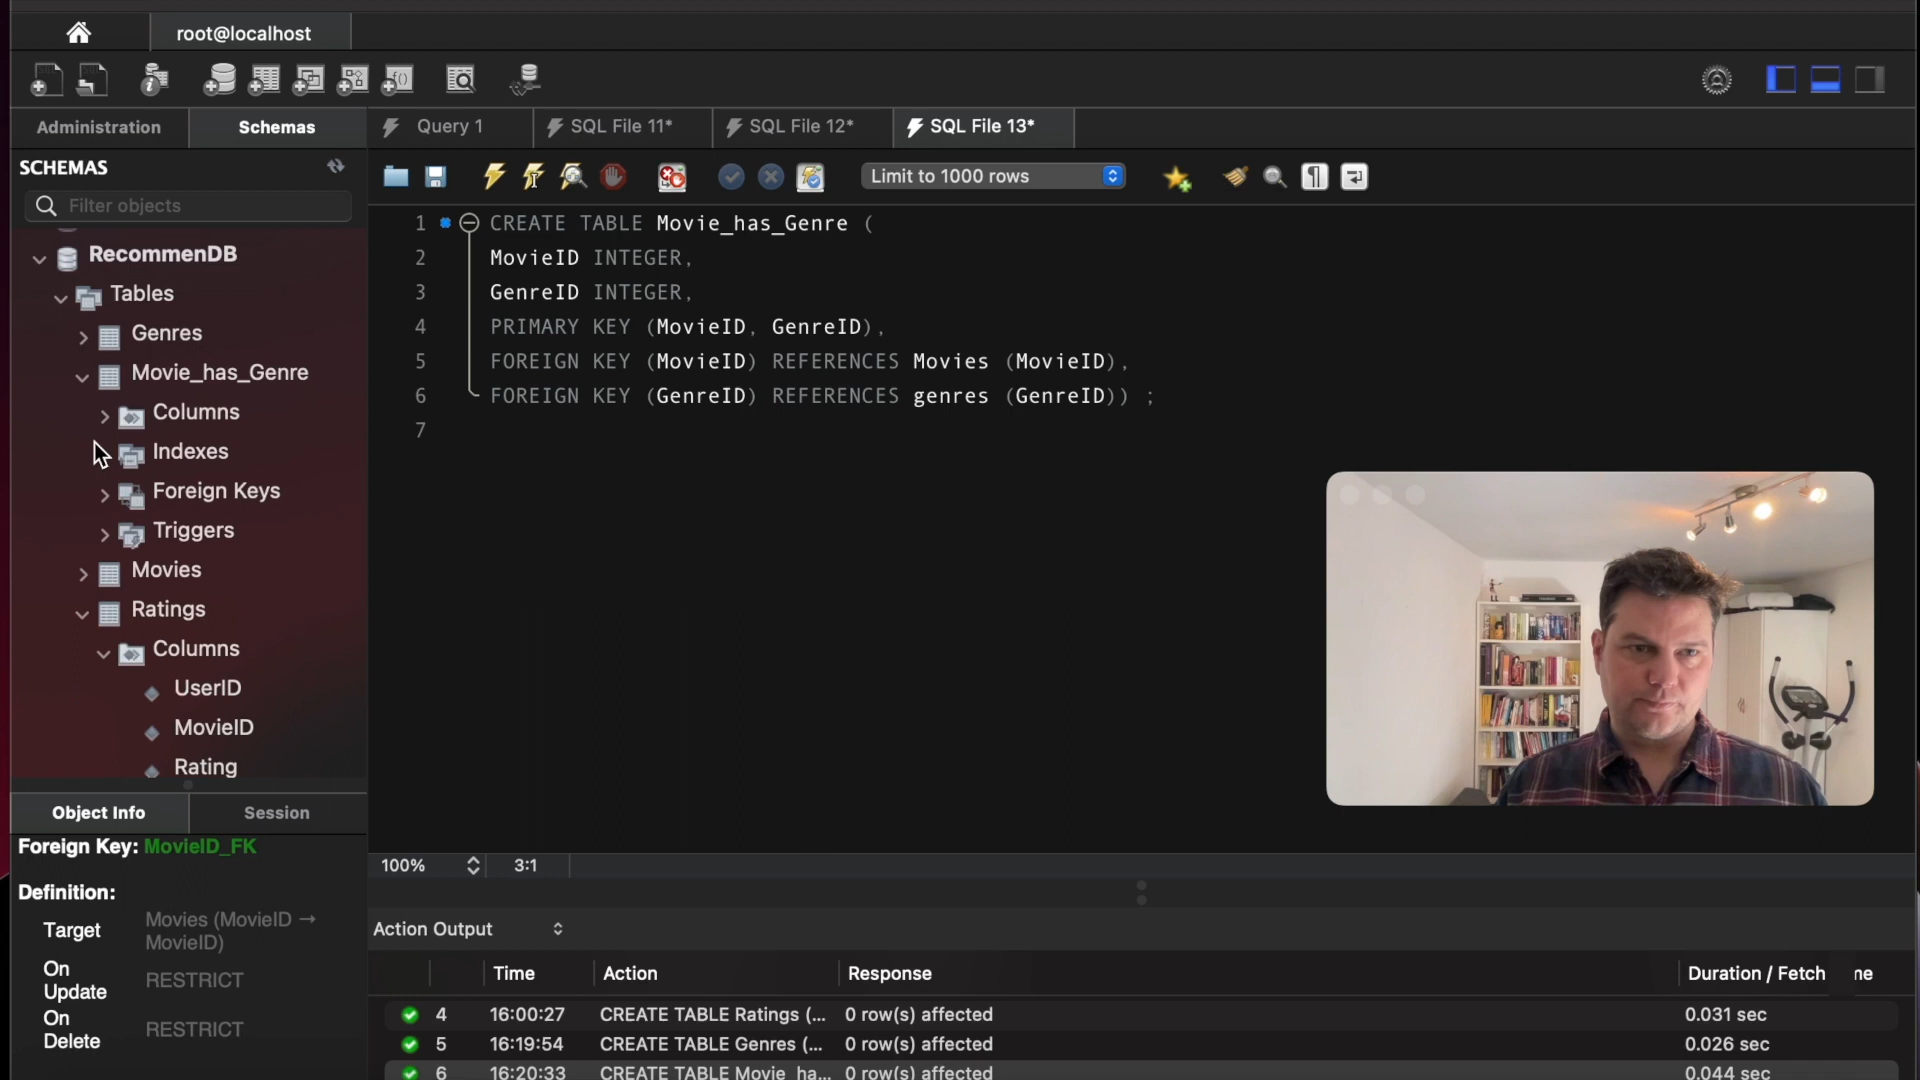 root@localhost
Administration
Schemas
Query 1
SQL File 11*
SQL File 12*
SQL File 13*
SCHEMAS
Limit to 1000 rows
Filter objects
RecommenDB
Tables
Genres
Movie_has_Genre
Columns
Indexes
Foreign Keys
Triggers
Movies
Ratings
Columns
UserID
MovieID
Rating
1 CREATE TABLE Movie_has_Genre (
2 MovieID INTEGER,
3 GenreID INTEGER,
4 PRIMARY KEY (MovieID, GenreID),
5 FOREIGN KEY (MovieID) REFERENCES Movies (MovieID),
6 FOREIGN KEY (GenreID) REFERENCES genres (GenreID)) ;
7
Object Info
Session
Foreign Key: MovieID_FK
Definition:
Target Movies (MovieID →
MovieID)
On
Update RESTRICT
On
Delete RESTRICT
100% 3:1
Action Output
Time Action Response Duration / Fetch ne
4 16:00:27 CREATE TABLE Ratings (... 0 row(s) affected 0.031 sec
5 16:19:54 CREATE TABLE Genres (... 0 row(s) affected 0.026 sec
6 16:20:33 CREATE TABLE Movie_ha... 0 row(s) affected 0.044 sec